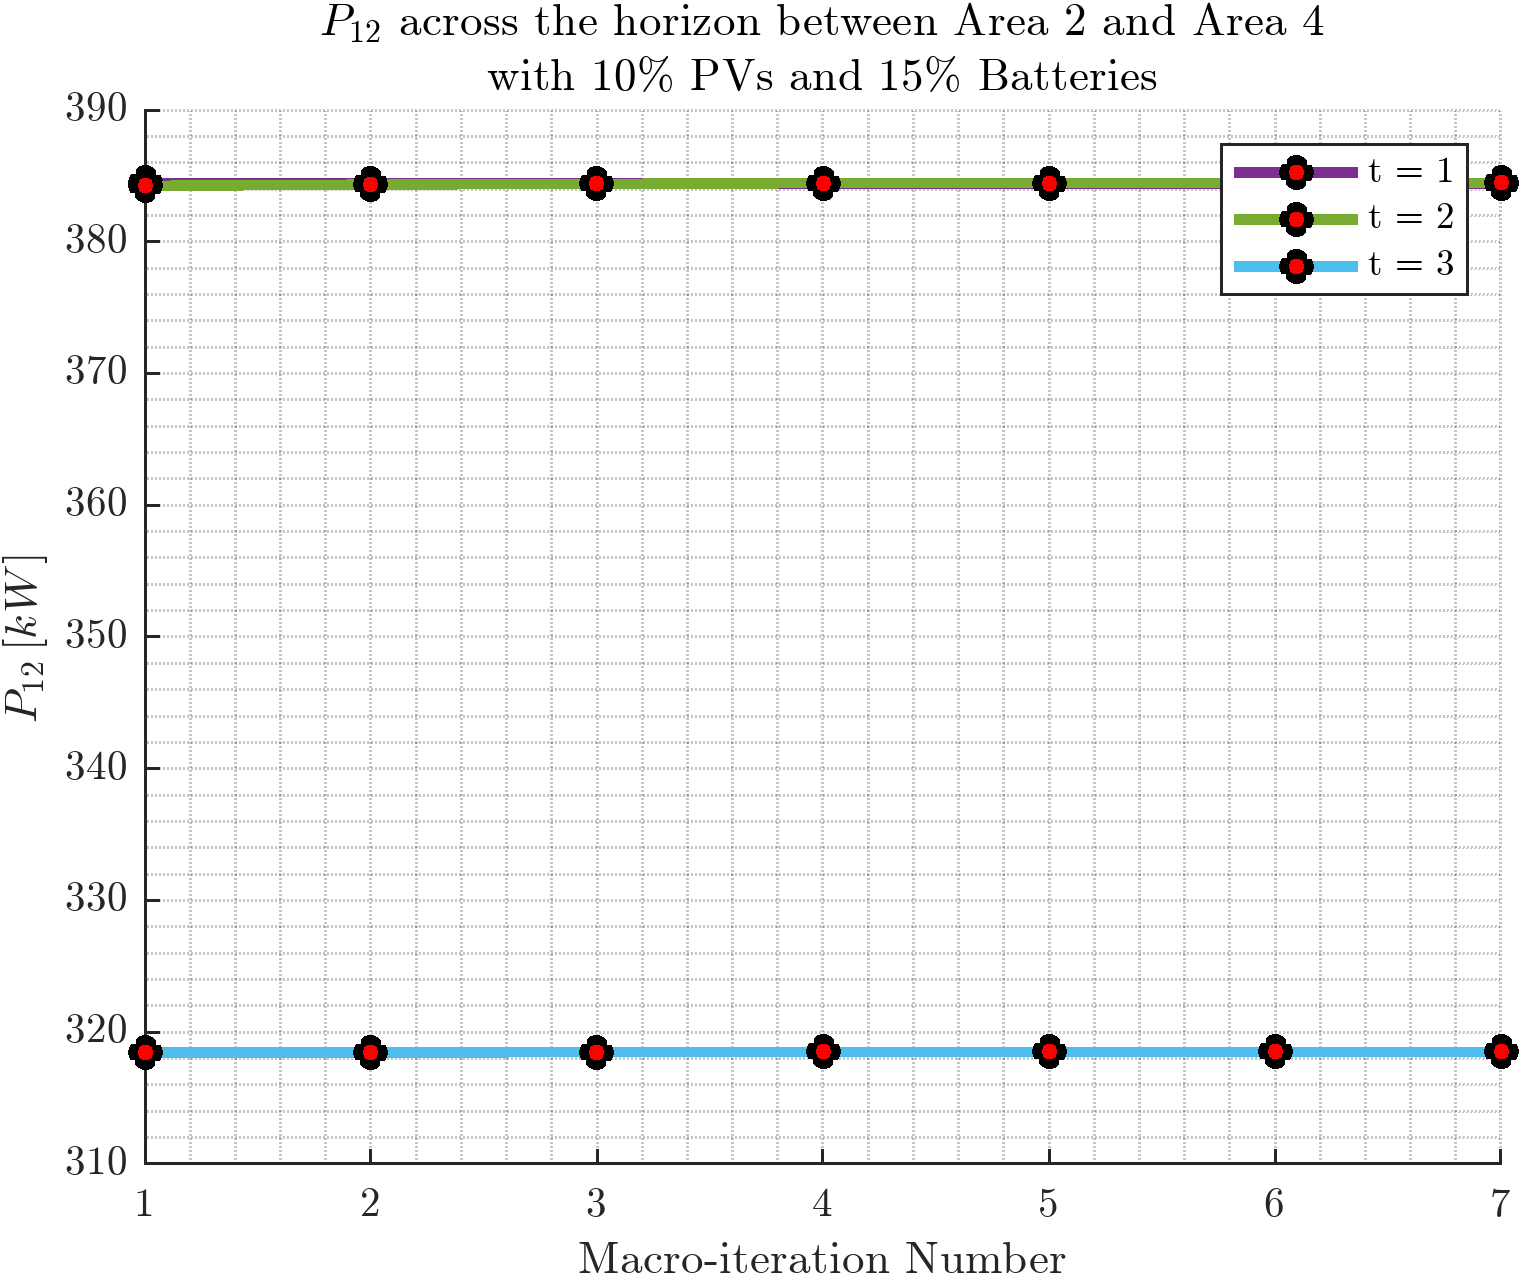 P12 across the horizon between Area 2 and Area 4
with 10% PVs and 15% Batteries
390
380
370
360
350
340
330
320
310
P12 [kW]
t = 1
t = 2
t = 3
1 2 3 4 5 6 7
Macro-iteration Number